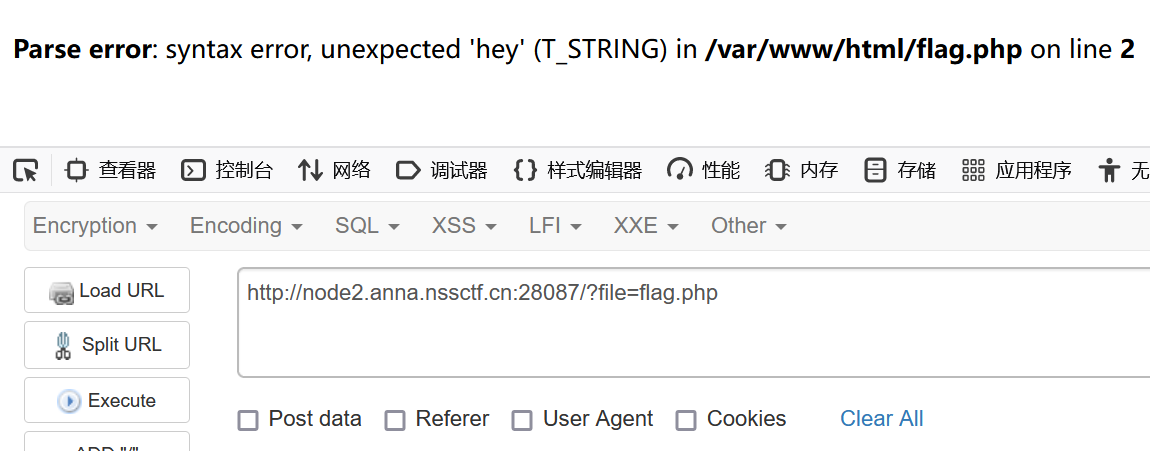 Parse error: syntax error, unexpected 'hey' (T_STRING) in /var/www/html/flag.php on line 2
查看器 控制台 网络 调试器 样式编辑器 性能 内存 存储 应用程序 无
Encryption Encoding SQL XSS LFI XXE Other
Load URL
http://node2.anna.nssctf.cn:28087/?file=flag.php
Split URL
Execute
Post data Referer User Agent Cookies Clear All
ADD "/"